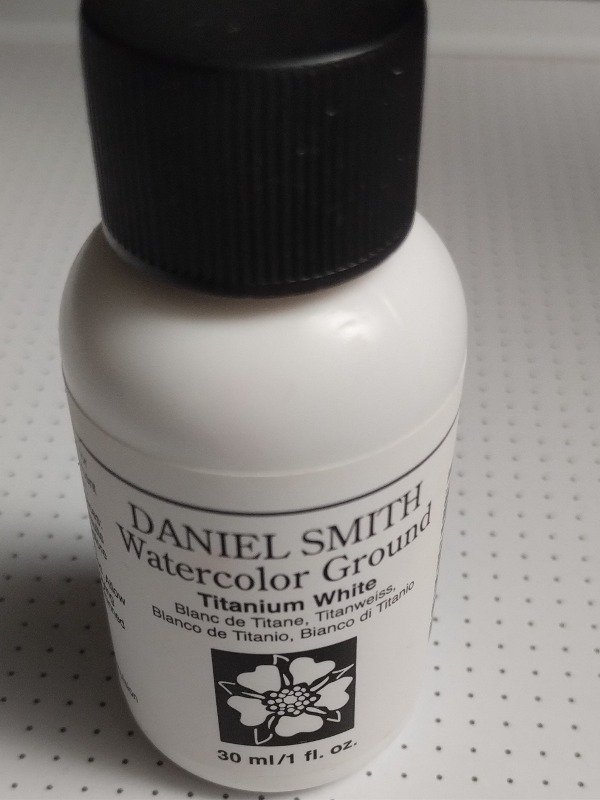 DANIEL SMITH
Watercolor Ground
Titanium White
Blanc de Titane, Titanweiss,
Blanco de Titanio, Bianco di Titanio
30 ml/1 fl. oz.